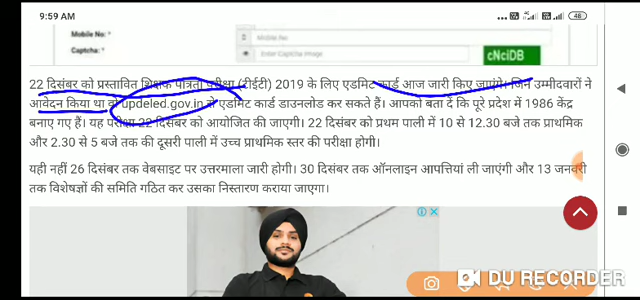 9:59 AM
48
Mobile No: *
Mobile No.
Captcha: *
Enter Captcha Image
cNciDB
22 दिसंबर को प्रस्तावित शिक्षक पात्रता परीक्षा (टीईटी) 2019 के लिए एडमिट कार्ड आज जारी किए जाएंगे। जिन उम्मीदवारों ने
आवेदन किया था वो updeled.gov.in से एडमिट कार्ड डाउनलोड कर सकते हैं। आपको बता दें कि पूरे प्रदेश में 1986 केंद्र
बनाए गए हैं। यह परीक्षा 22 दिसंबर को आयोजित की जाएगी। 22 दिसंबर को प्रथम पाली में 10 से 12.30 बजे तक प्राथमिक
और 2.30 से 5 बजे तक की दूसरी पाली में उच्च प्राथमिक स्तर की परीक्षा होगी।
यही नहीं 26 दिसंबर तक वेबसाइट पर उत्तरमाला जारी होगी। 30 दिसंबर तक ऑनलाइन आपत्तियां ली जाएंगी और 13 जनवरी
तक विशेषज्ञों की समिति गठित कर उसका निस्तारण कराया जाएगा।
DU RECORDER